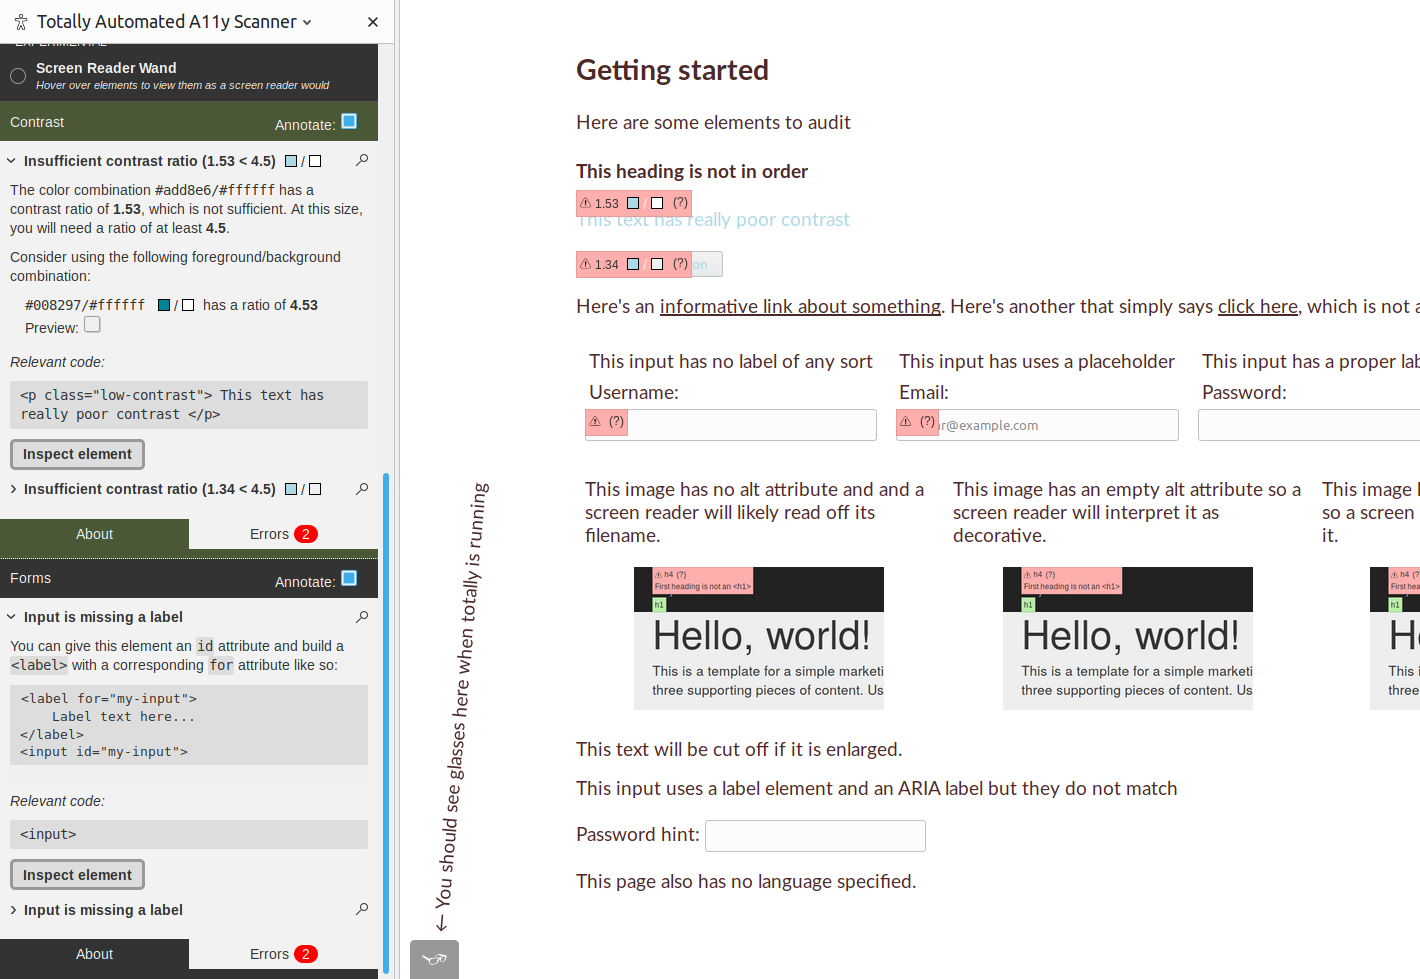 Totally Automated A11y Scanner
EXPERIMENTAL
Screen Reader Wand
Hover over elements to view them as a screen reader would
Contrast
Annotate:
Insufficient contrast ratio (1.53 < 4.5) /
The color combination #add8e6/#ffffff has a
contrast ratio of 1.53, which is not sufficient. At this size,
you will need a ratio of at least 4.5.
Consider using the following foreground/background
combination:
#008297/#ffffff / has a ratio of 4.53
Preview:
Relevant code:
<p class="low-contrast"> This text has
really poor contrast </p>
Inspect element
Insufficient contrast ratio (1.34 < 4.5) /
About
Errors 2
Forms
Annotate:
Input is missing a label
You can give this element an id attribute and build a
<label> with a corresponding for attribute like so:
<label for="my-input">
Label text here...
</label>
<input id="my-input">
Relevant code:
<input>
Inspect element
Input is missing a label
About
Errors 2
← You should see glasses here when totally is running
Getting started
Here are some elements to audit
This heading is not in order
1.53 / (?)
This text has really poor contrast
1.34 / (?)
on
Here's an informative link about something. Here's another that simply says click here, which is not a
This input has no label of any sort
Username:
(?)
This input has uses a placeholder
Email:
(?)
r@example.com
This input has a proper lab
Password:
This image has no alt attribute and and a
screen reader will likely read off its
filename.
This image has an empty alt attribute so a
screen reader will interpret it as
decorative.
This image
so a screen
it.
h4 (?)
First heading is not an <h1>
h1
Hello, world!
This is a template for a simple marketi
three supporting pieces of content. Us
h4 (?)
First heading is not an <h1>
h1
Hello, world!
This is a template for a simple marketi
three supporting pieces of content. Us
h4 (?
First hea
h1
He
This i
three
This text will be cut off if it is enlarged.
This input uses a label element and an ARIA label but they do not match
Password hint:
This page also has no language specified.